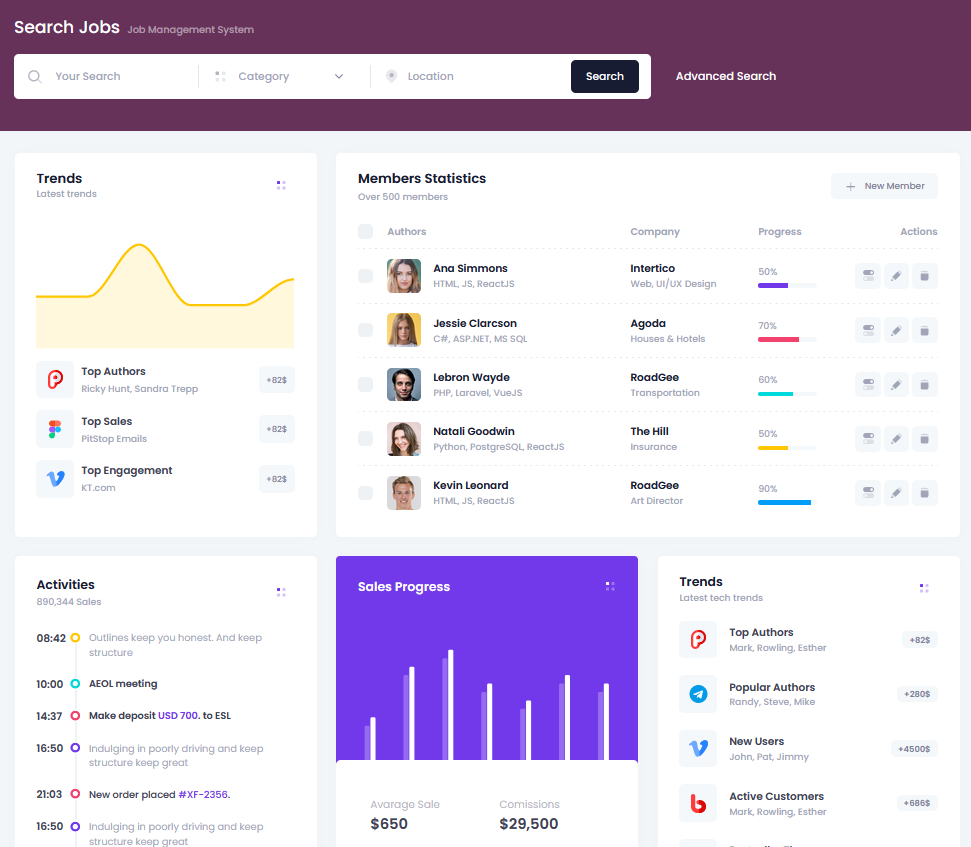 Search Jobs Job Management System
Your Search
Category
Location
Search
Advanced Search
Trends
Latest trends
Top Authors
Ricky Hunt, Sandra Trepp
+82$
Top Sales
PitStop Emails
+82$
Top Engagement
KT.com
+82$
Members Statistics
Over 500 members
New Member
Authors Company Progress Actions
Ana Simmons Intertico 50%
HTML, JS, ReactJS Web, UI/UX Design
Jessie Clarcson Agoda 70%
C#, ASP.NET, MS SQL Houses & Hotels
Lebron Wayde RoadGee 60%
PHP, Laravel, VueJS Transportation
Natali Goodwin The Hill 50%
Python, PostgreSQL, ReactJS Insurance
Kevin Leonard RoadGee 90%
HTML, JS, ReactJS Art Director
Activities
890,344 Sales
08:42 Outlines keep you honest. And keep
structure
10:00 AEOL meeting
14:37 Make deposit USD 700. to ESL
16:50 Indulging in poorly driving and keep
structure keep great
21:03 New order placed #XF-2356.
16:50 Indulging in poorly driving and keep
structure keep great
Sales Progress
Avarage Sale Comissions
$650 $29,500
Trends
Latest tech trends
Top Authors
Mark, Rowling, Esther
+82$
Popular Authors
Randy, Steve, Mike
+280$
New Users
John, Pat, Jimmy
+4500$
Active Customers
Mark, Rowling, Esther
+686$